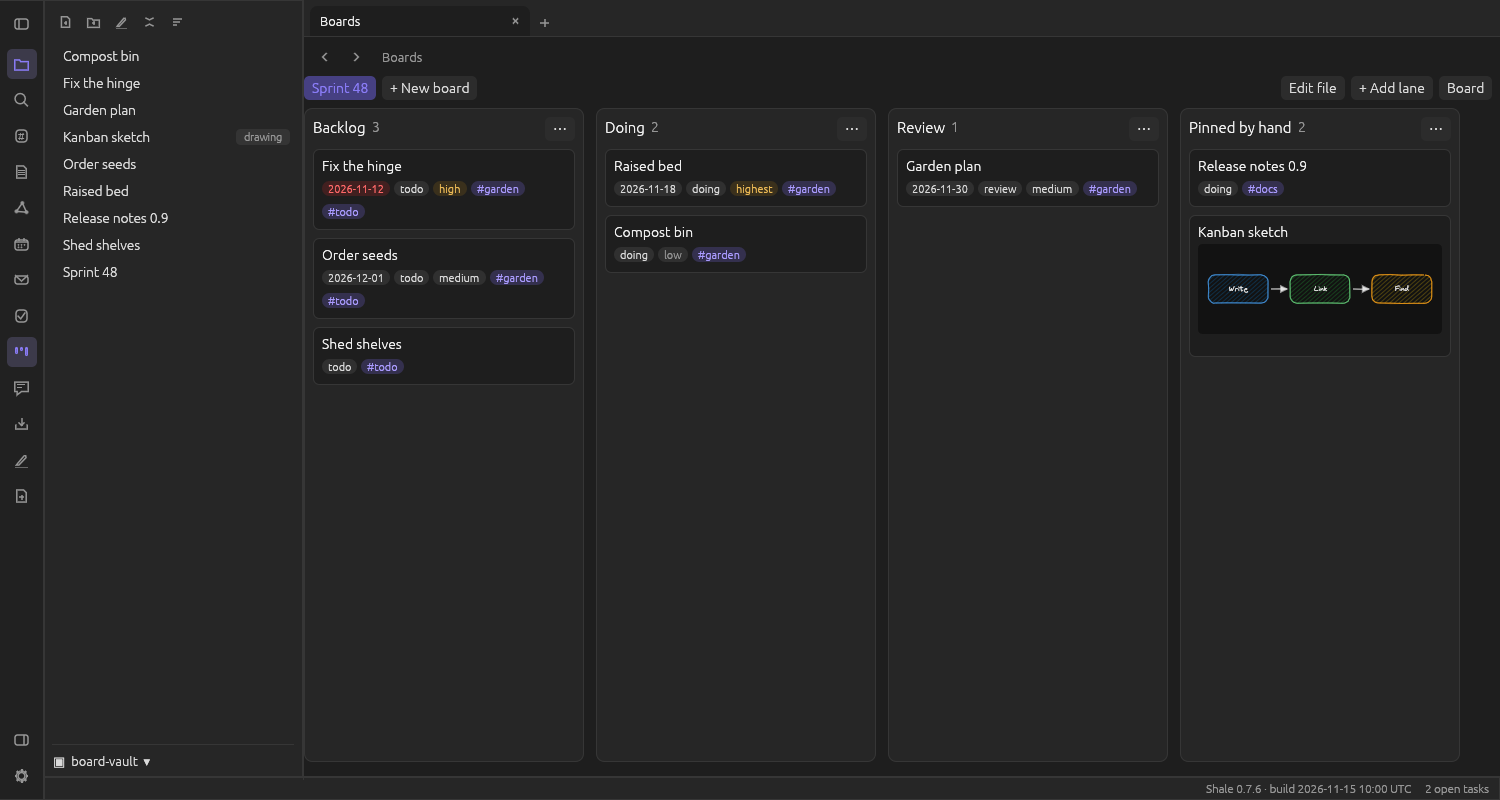 Boards ×
+
Compost bin
Fix the hinge
Garden plan
Kanban sketch drawing
Order seeds
Raised bed
Release notes 0.9
Shed shelves
Sprint 48
board-vault
Boards
Sprint 48 + New board
Edit file + Add lane Board
Backlog 3 ...
Fix the hinge
2026-11-12 todo high #garden
#todo
Order seeds
2026-12-01 todo medium #garden
#todo
Shed shelves
todo #todo
Doing 2 ...
Raised bed
2026-11-18 doing highest #garden
Compost bin
doing low #garden
Review 1 ...
Garden plan
2026-11-30 review medium #garden
Pinned by hand 2 ...
Release notes 0.9
doing #docs
Kanban sketch
Write Link Find
Shale 0.7.6 · build 2026-11-15 10:00 UTC 2 open tasks